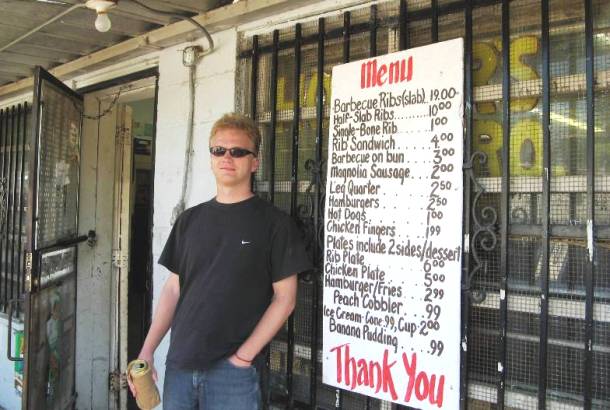 Menu
Barbecue Ribs (slab) 19.00
Half-Slab Ribs . . . . . 10.00
Single-Bone Rib . . . . 1.00
Rib Sandwich . . . . 4.00
Barbecue on bun . . . 3.00
Magnolia Sausage . . . 2.00
Leg Quarter . . . . 2.50
Hamburgers . . . . 2.50
Hot Dogs . . . . . 1.00
Chicken Fingers . . . 1.99
Plates include 2 sides/dessert
Rib Plate . . . . . 6.00
Chicken Plate . . . . 5.00
Hamburger/Fries . . . 2.99
Peach Cobbler . . . .99
Ice Cream-Cone .99, Cup-2.00
Banana Pudding . . . .99
Thank You